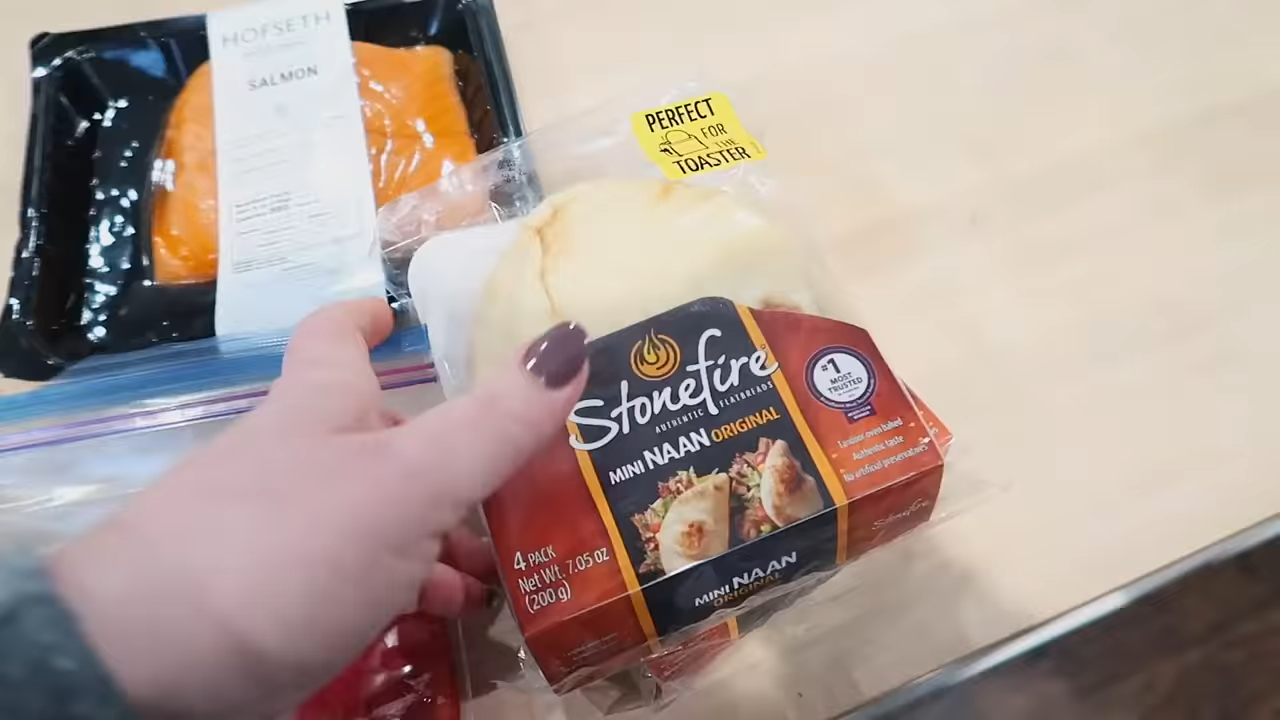 HOFSETH
SALMON
PERFECT
FOR
THE
TOASTER
Stonefire
AUTHENTIC FLATBREADS
MINI NAAN ORIGINAL
#1
MOST
TRUSTED
Tandoor oven baked
Authentic taste
No artificial preservatives
4 PACK
Net Wt. 7.05 oz
(200 g)
Stonefire
MINI NAAN
ORIGINAL